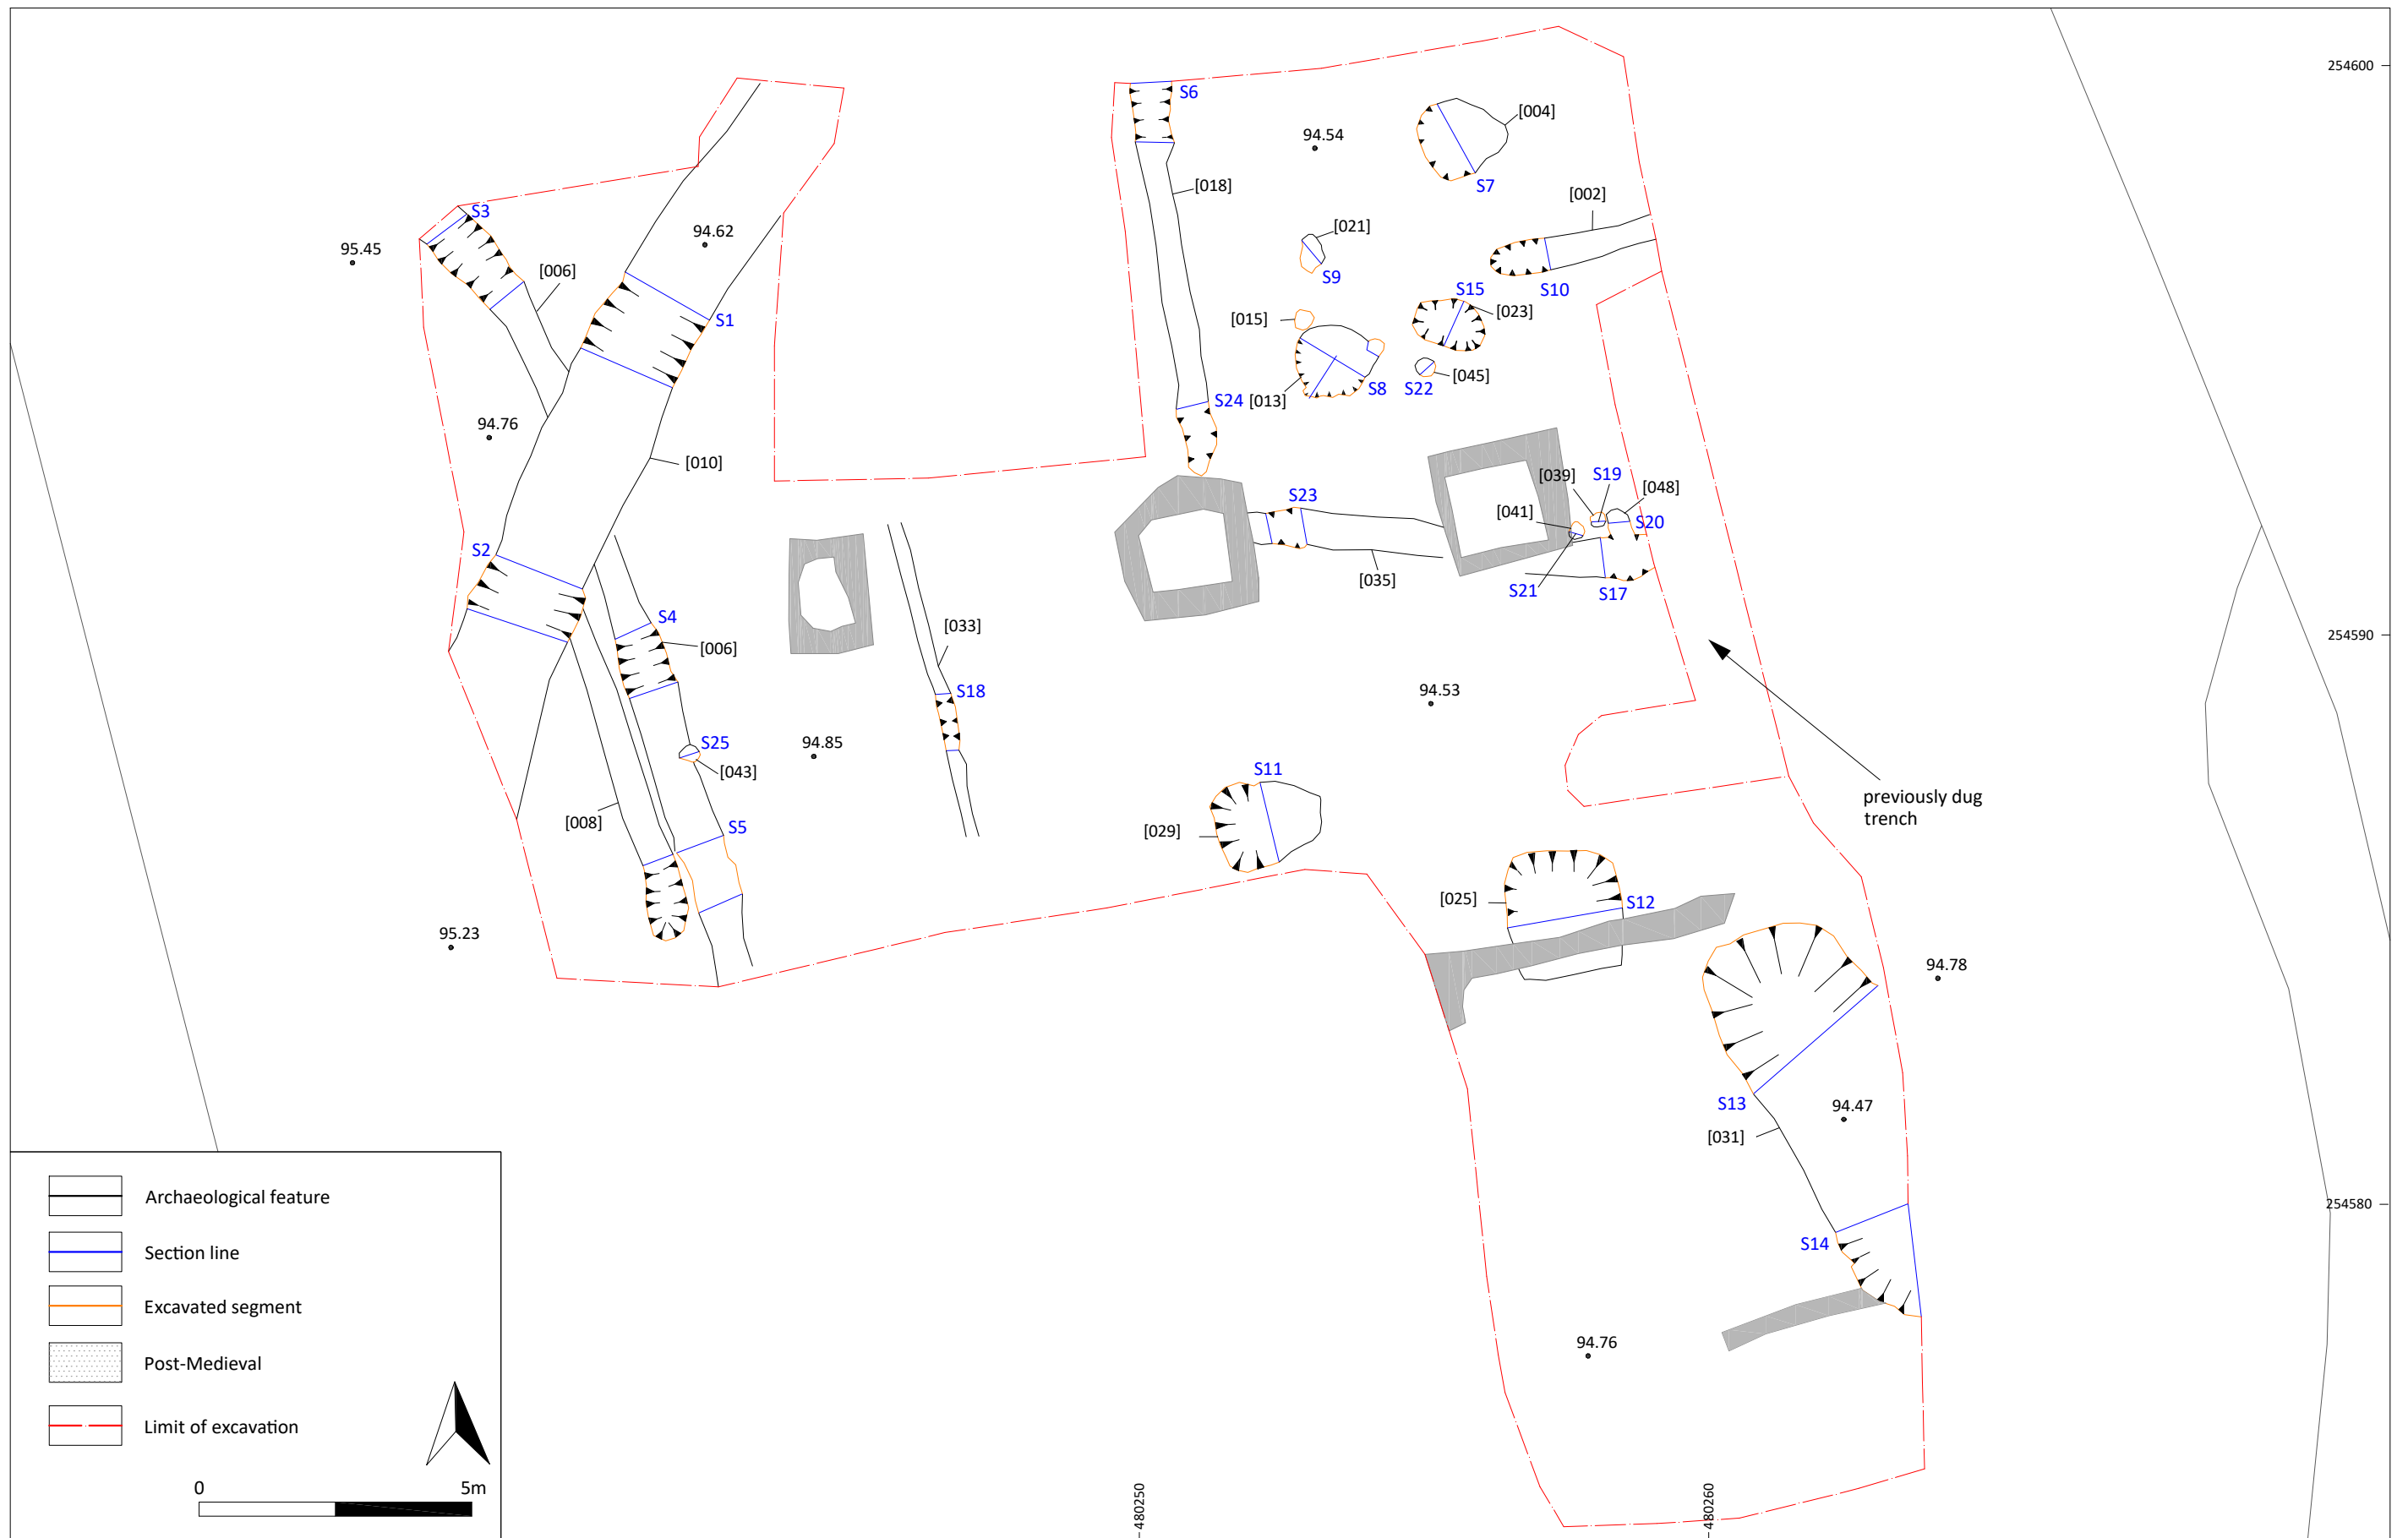 254600
S6
[004]
94.54
S7
[018]
[002]
S3
[021]
94.62
95.45
[006]
S9
S10
S15
[023]
[015]
S1
S8
S22
[045]
S24
[013]
94.76
[010]
[039]
S19
[048]
S23
[041]
S20
S2
[035]
S21
S17
S4
[033]
254590
[006]
S18
94.53
S25
94.85
[043]
S11
previously dug
trench
[008]
S5
[029]
[025]
S12
95.23
94.78
S13
94.47
[031]
Archaeological feature
254580
S14
Section line
Excavated segment
94.76
Post-Medieval
Limit of excavation
0
5m
480250
480260